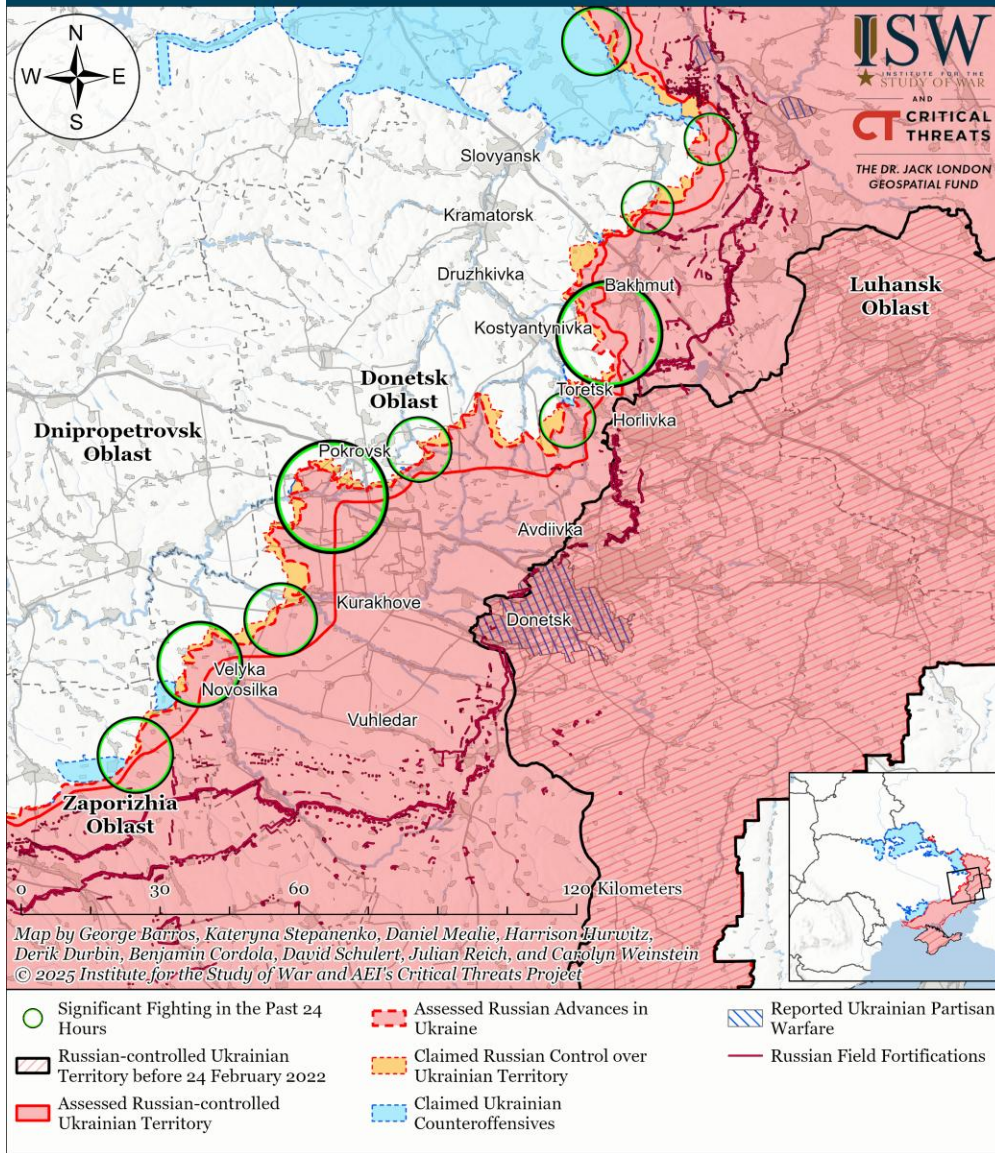 N
W E
S
ISW
INSTITUTE FOR THE
STUDY OF WAR
AND
CT CRITICAL
THREATS
THE DR. JACK LONDON
GEOSPATIAL FUND
Slovyansk
Kramatorsk
Druzhkivka
Bakhmut
Luhansk
Oblast
Kostyantynivka
Donetsk
Oblast
Toretsk
Horlivka
Dnipropetrovsk
Oblast
Pokrovsk
Avdiivka
Kurakhove
Donetsk
Velyka
Novosilka
Vuhledar
Zaporizhia
Oblast
0 30 60 120 Kilometers
Map by George Barros, Kateryna Stepanenko, Daniel Mealie, Harrison Hurwitz,
Derik Durbin, Benjamin Cordola, David Schulert, Julian Reich, and Carolyn Weinstein
© 2025 Institute for the Study of War and AEI's Critical Threats Project
Significant Fighting in the Past 24
Hours
Russian-controlled Ukrainian
Territory before 24 February 2022
Assessed Russian-controlled
Ukrainian Territory
Assessed Russian Advances in
Ukraine
Claimed Russian Control over
Ukrainian Territory
Claimed Ukrainian
Counteroffensives
Reported Ukrainian Partisan
Warfare
Russian Field Fortifications